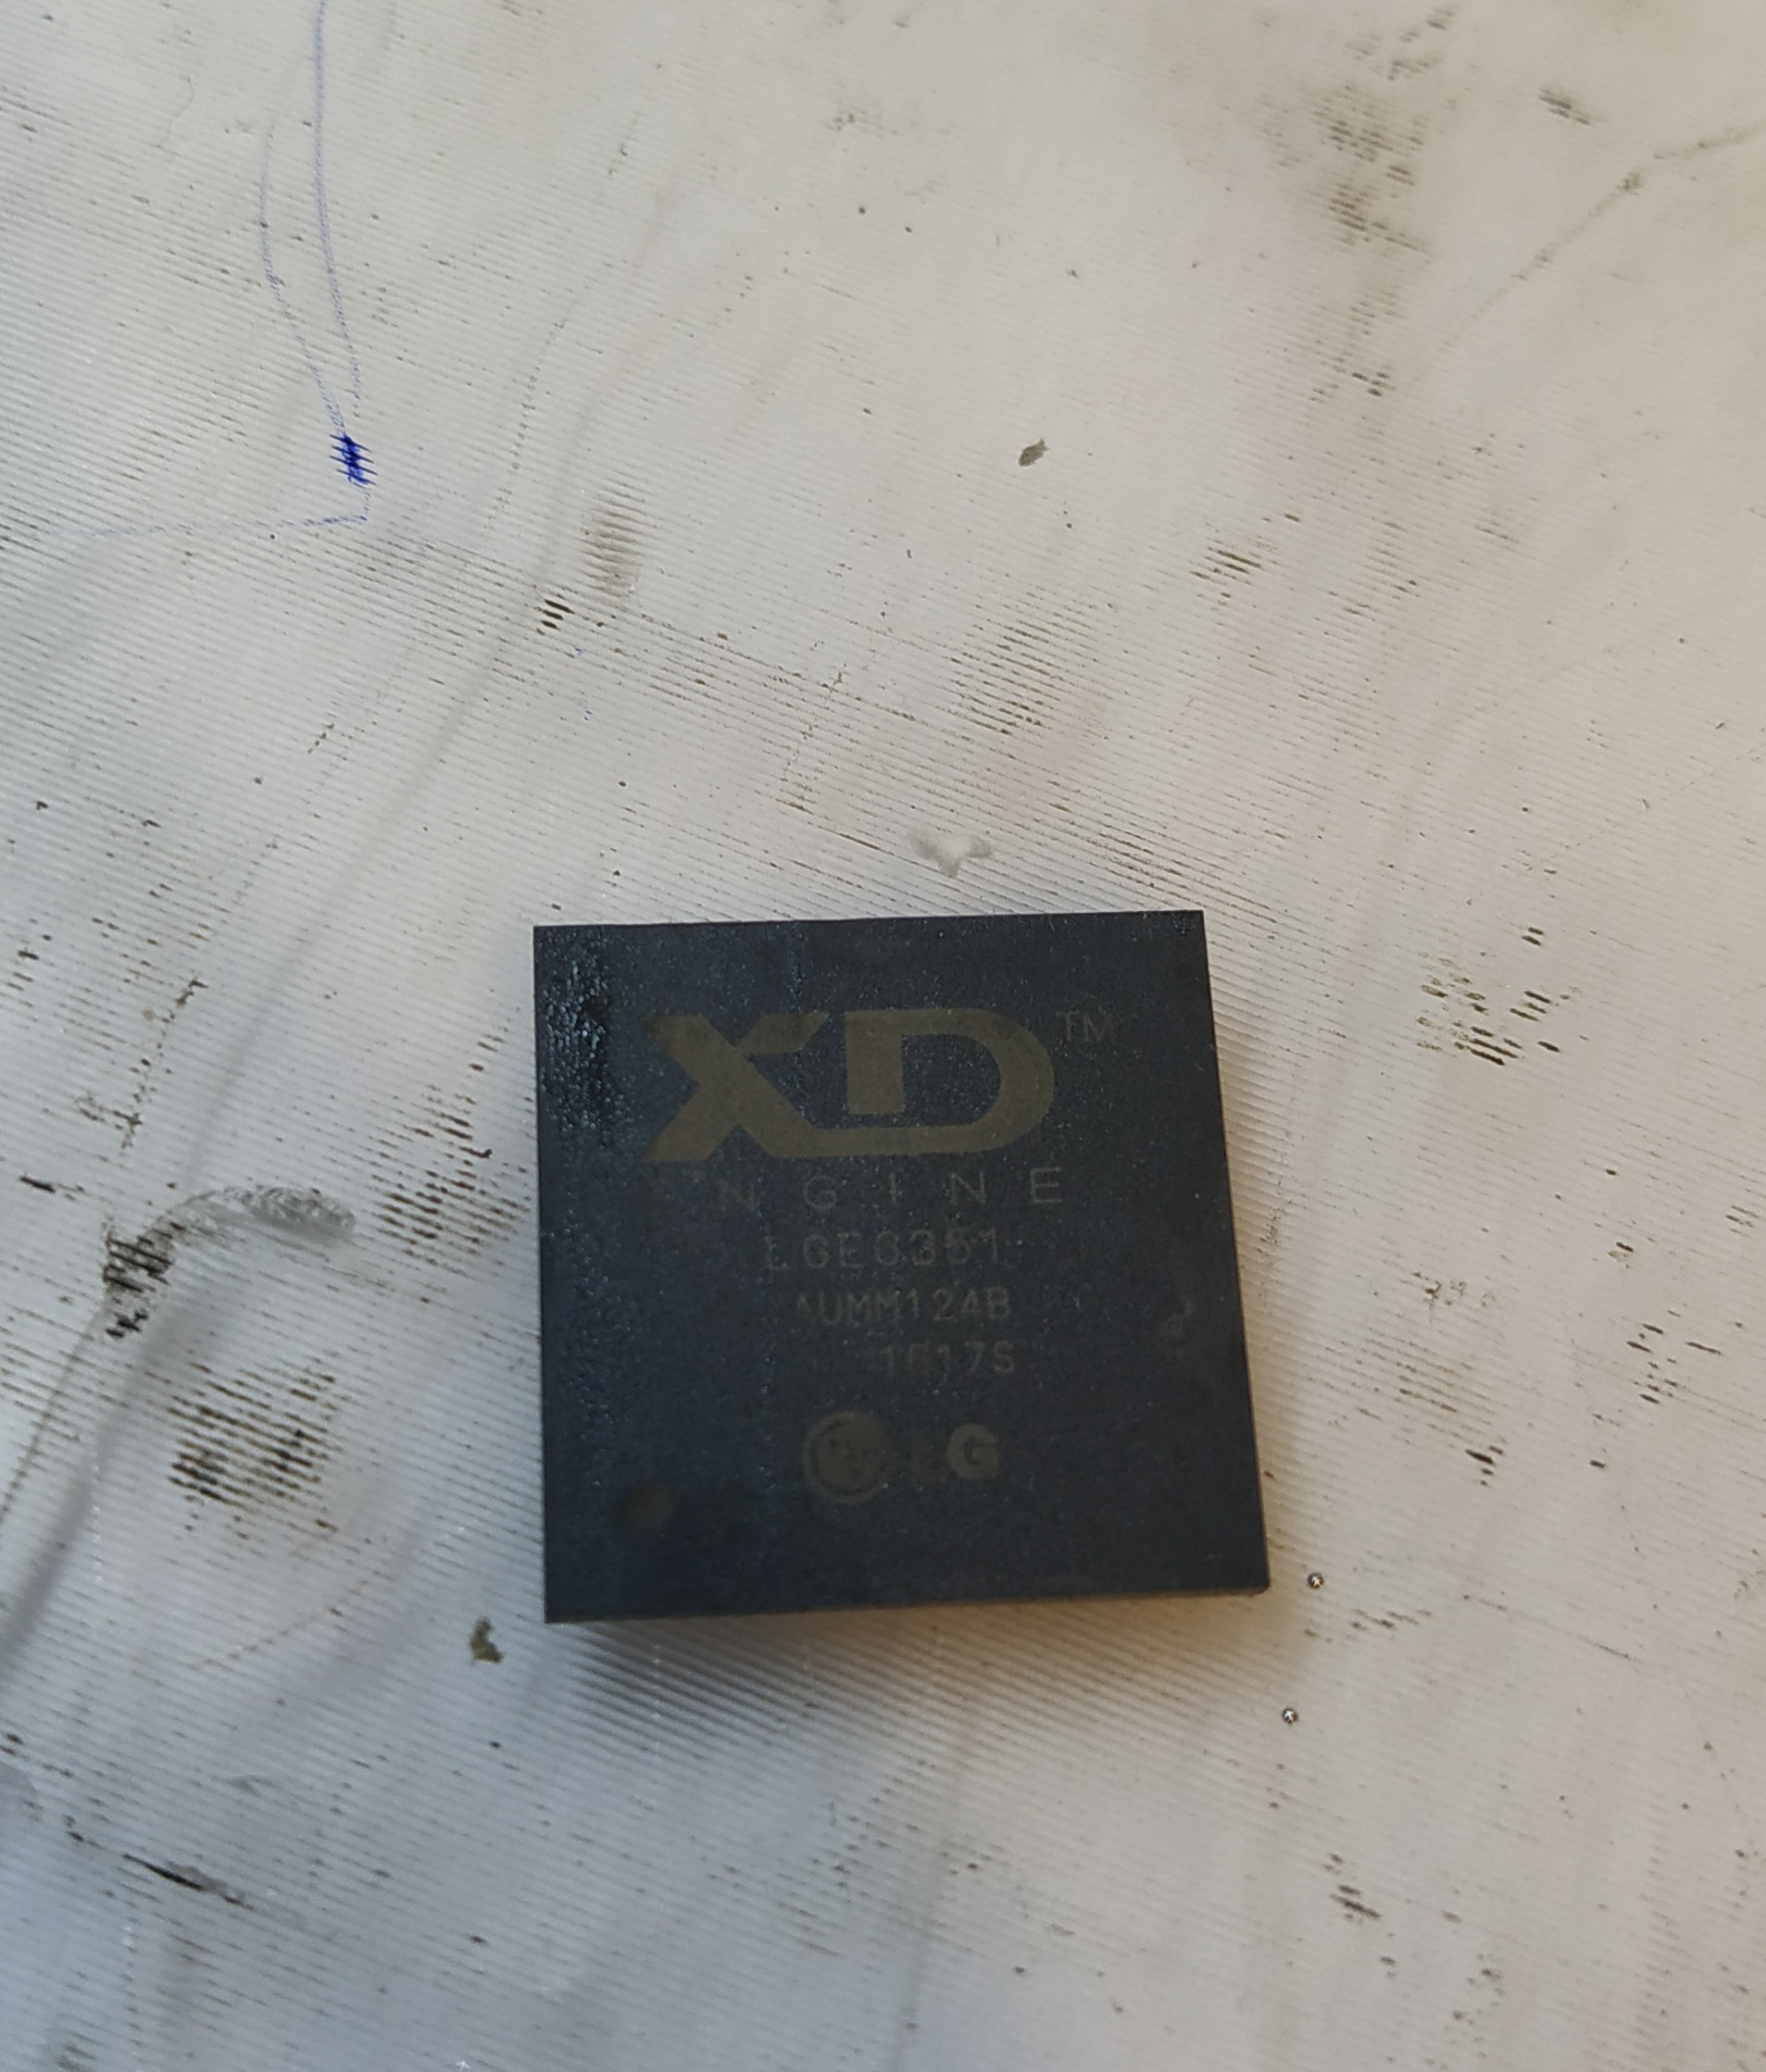 XD™
ENGINE
LGE6351
AUMM124B
1617S
LG